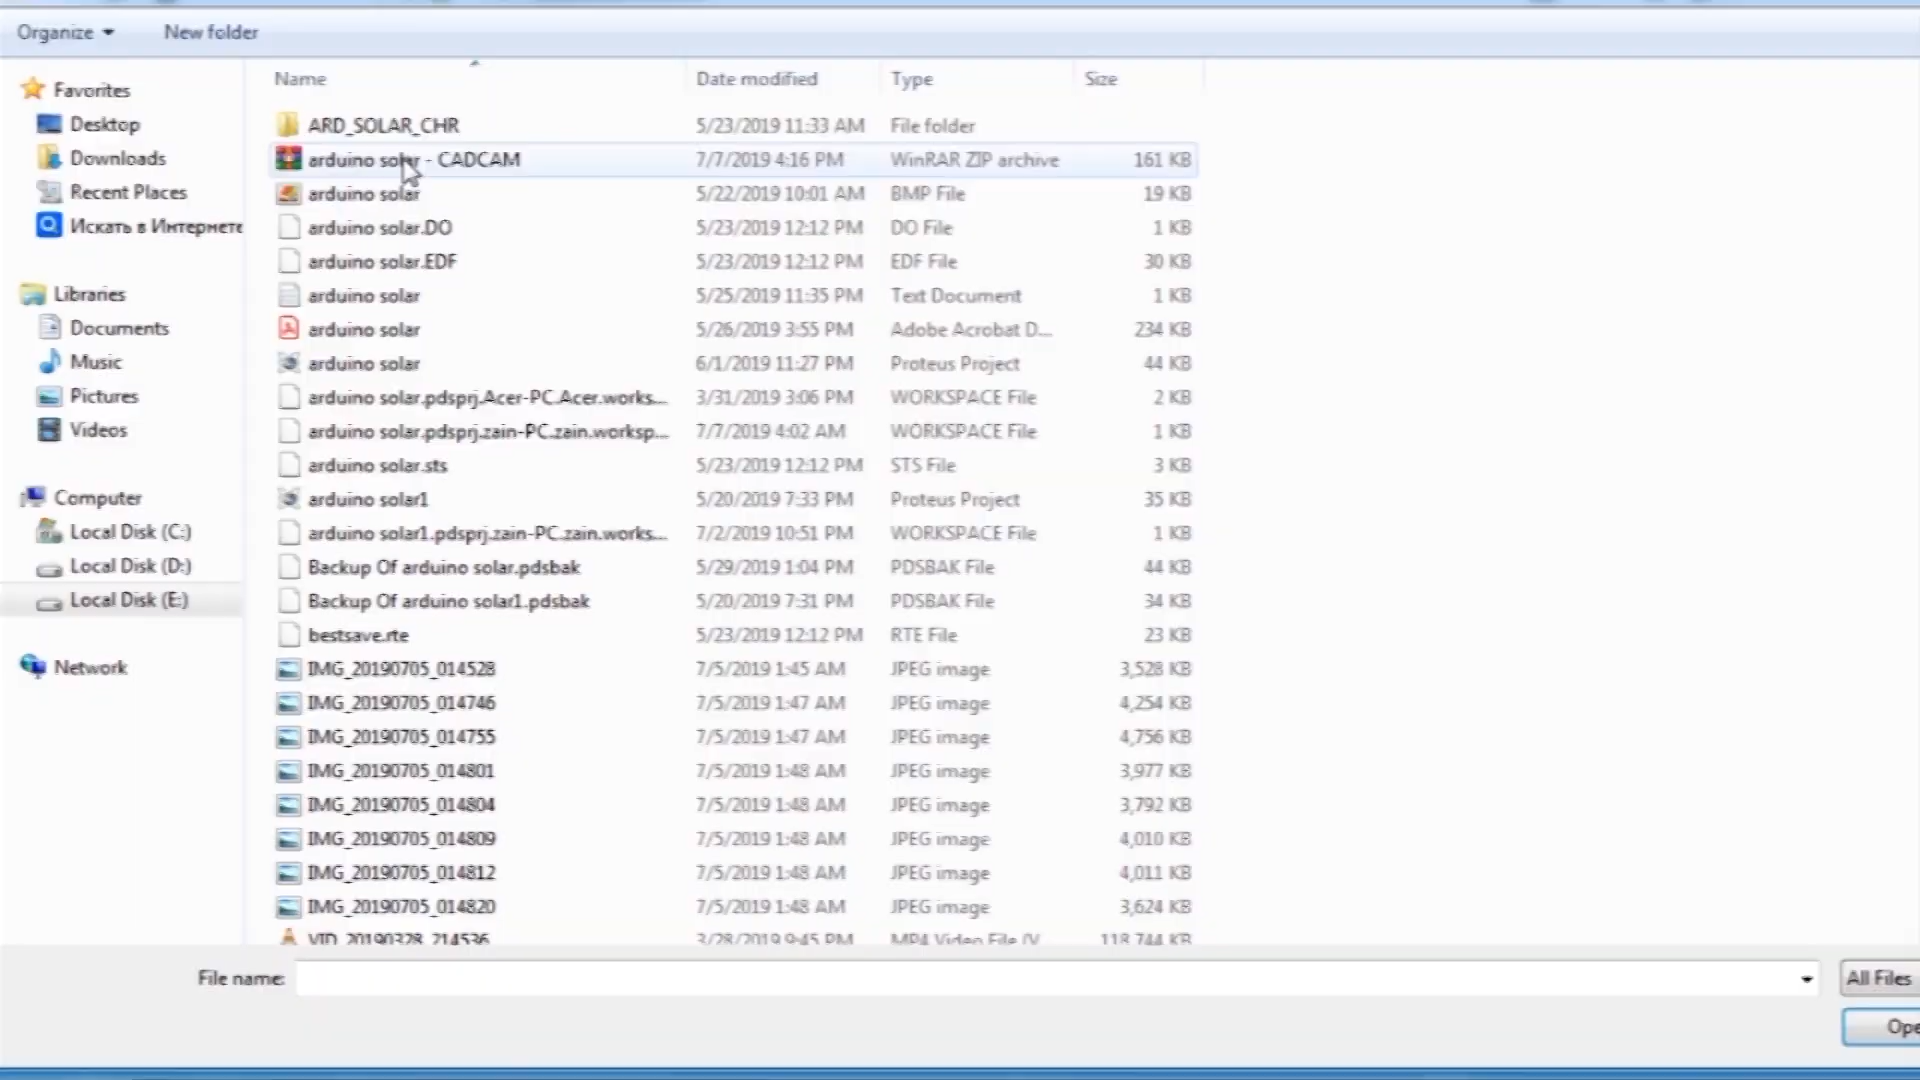 Organize New folder
Name Date modified Type Size
Favorites
Desktop
Downloads
Recent Places
Искать в Интернете
Libraries
Documents
Music
Pictures
Videos
Computer
Local Disk (C:)
Local Disk (D:)
Local Disk (E:)
Network
ARD_SOLAR_CHR 5/23/2019 11:33 AM File folder
arduino solar - CADCAM 7/7/2019 4:16 PM WinRAR ZIP archive 161 KB
arduino solar 5/22/2019 10:01 AM BMP File 19 KB
arduino solar.DO 5/23/2019 12:12 PM DO File 1 KB
arduino solar.EDF 5/23/2019 12:12 PM EDF File 30 KB
arduino solar 5/25/2019 11:35 PM Text Document 1 KB
arduino solar 5/26/2019 3:55 PM Adobe Acrobat D... 234 KB
arduino solar 6/1/2019 11:27 PM Proteus Project 44 KB
arduino solar.pdsprj.Acer-PC.Acer.works... 3/31/2019 3:06 PM WORKSPACE File 2 KB
arduino solar.pdsprj.zain-PC.zain.worksp... 7/7/2019 4:02 AM WORKSPACE File 1 KB
arduino solar.sts 5/23/2019 12:12 PM STS File 3 KB
arduino solar1 5/20/2019 7:33 PM Proteus Project 35 KB
arduino solar1.pdsprj.zain-PC.zain.works... 7/2/2019 10:51 PM WORKSPACE File 1 KB
Backup Of arduino solar.pdsbak 5/29/2019 1:04 PM PDSBAK File 44 KB
Backup Of arduino solar1.pdsbak 5/20/2019 7:31 PM PDSBAK File 34 KB
bestsave.rte 5/23/2019 12:12 PM RTE File 23 KB
IMG_20190705_014528 7/5/2019 1:45 AM JPEG image 3,528 KB
IMG_20190705_014746 7/5/2019 1:47 AM JPEG image 4,254 KB
IMG_20190705_014755 7/5/2019 1:47 AM JPEG image 4,756 KB
IMG_20190705_014801 7/5/2019 1:48 AM JPEG image 3,977 KB
IMG_20190705_014804 7/5/2019 1:48 AM JPEG image 3,792 KB
IMG_20190705_014809 7/5/2019 1:48 AM JPEG image 4,010 KB
IMG_20190705_014812 7/5/2019 1:48 AM JPEG image 4,011 KB
IMG_20190705_014820 7/5/2019 1:48 AM JPEG image 3,624 KB
VID_20190328_214536 3/28/2019 9:45 PM MP4 Video File (V 118,744 KB
File name: All Files
Ope